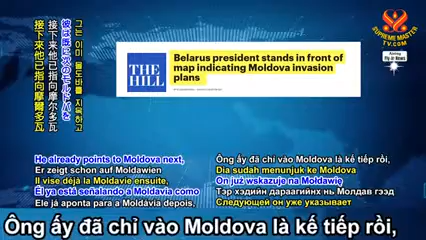 그는 이미 몰도바를 지목하고
彼は既に次のモルドバを
接下來他已指向摩爾多瓦
接下来他已指向摩尔多瓦
THE
HILL
Belarus president stands in front of
map indicating Moldova invasion
plans
SUPREME MASTER
TV.COM
Fly in News
He already points to Moldova next,
Er zeigt schon auf Moldawien
Il vise déjà la Moldavie ensuite,
Él ya está señalando a Moldavia como
Ele já aponta para a Moldávia depois.
Ông ấy đã chỉ vào Moldova là kế tiếp rồi,
Dia sudah menunjuk ke Moldova
On już wskazuje na Mołdawię
Тэр хэдийн дараагийнх нь Молдав гээд
Следующей он уже указывает
Ông ấy đã chỉ vào Moldova là kế tiếp rồi,